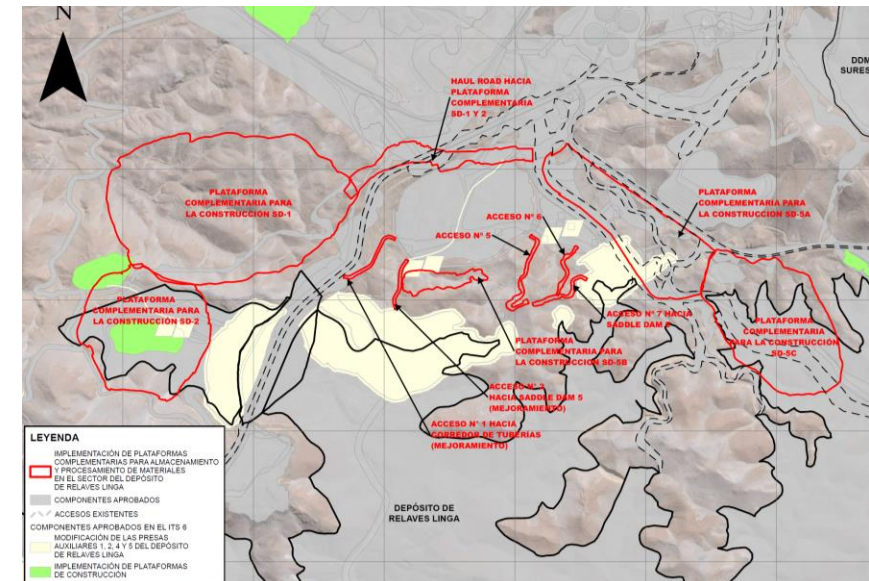 N
DDM
SURES
HAUL ROAD HACIA
PLATAFORMA
COMPLEMENTARIA
SD-1 Y 2
PLATAFORMA
COMPLEMENTARIA PARA
LA CONSTRUCCIÓN SD-1
PLATAFORMA
COMPLEMENTARIA PARA
LA CONSTRUCCIÓN SD-5A
ACCESO N° 6
ACCESO N° 5
PLATAFORMA
COMPLEMENTARIA PARA
LA CONSTRUCCIÓN SD-2
ACCESO N° 7 HACIA
SADDLE DAM
PLATAFORMA
COMPLEMENTARIA
PARA LA CONSTRUCCIÓN
SD-5C
PLATAFORMA
COMPLEMENTARIA PARA
LA CONSTRUCCIÓN SD-5B
ACCESO N°
HACIA SADDLE DAM 5
(MEJORAMIENTO)
ACCESO N° 1 HACIA
CORREDOR DE TUBERÍAS
(MEJORAMIENTO)
DEPÓSITO DE
RELAVES LINGA
LEYENDA
IMPLEMENTACIÓN DE PLATAFORMAS
COMPLEMENTARIAS PARA ALMACENAMIENTO
Y PROCESAMIENTO DE MATERIALES
EN EL SECTOR DEL DEPÓSITO
DE RELAVES LINGA
COMPONENTES APROBADOS
ACCESOS EXISTENTES
COMPONENTES APROBADOS EN EL ITS 6
MODIFICACIÓN DE LAS PRESAS
AUXILIARES 1, 2, 4 Y 5 DEL DEPÓSITO
DE RELAVES LINGA
IMPLEMENTACIÓN DE PLATAFORMAS
DE CONSTRUCCIÓN